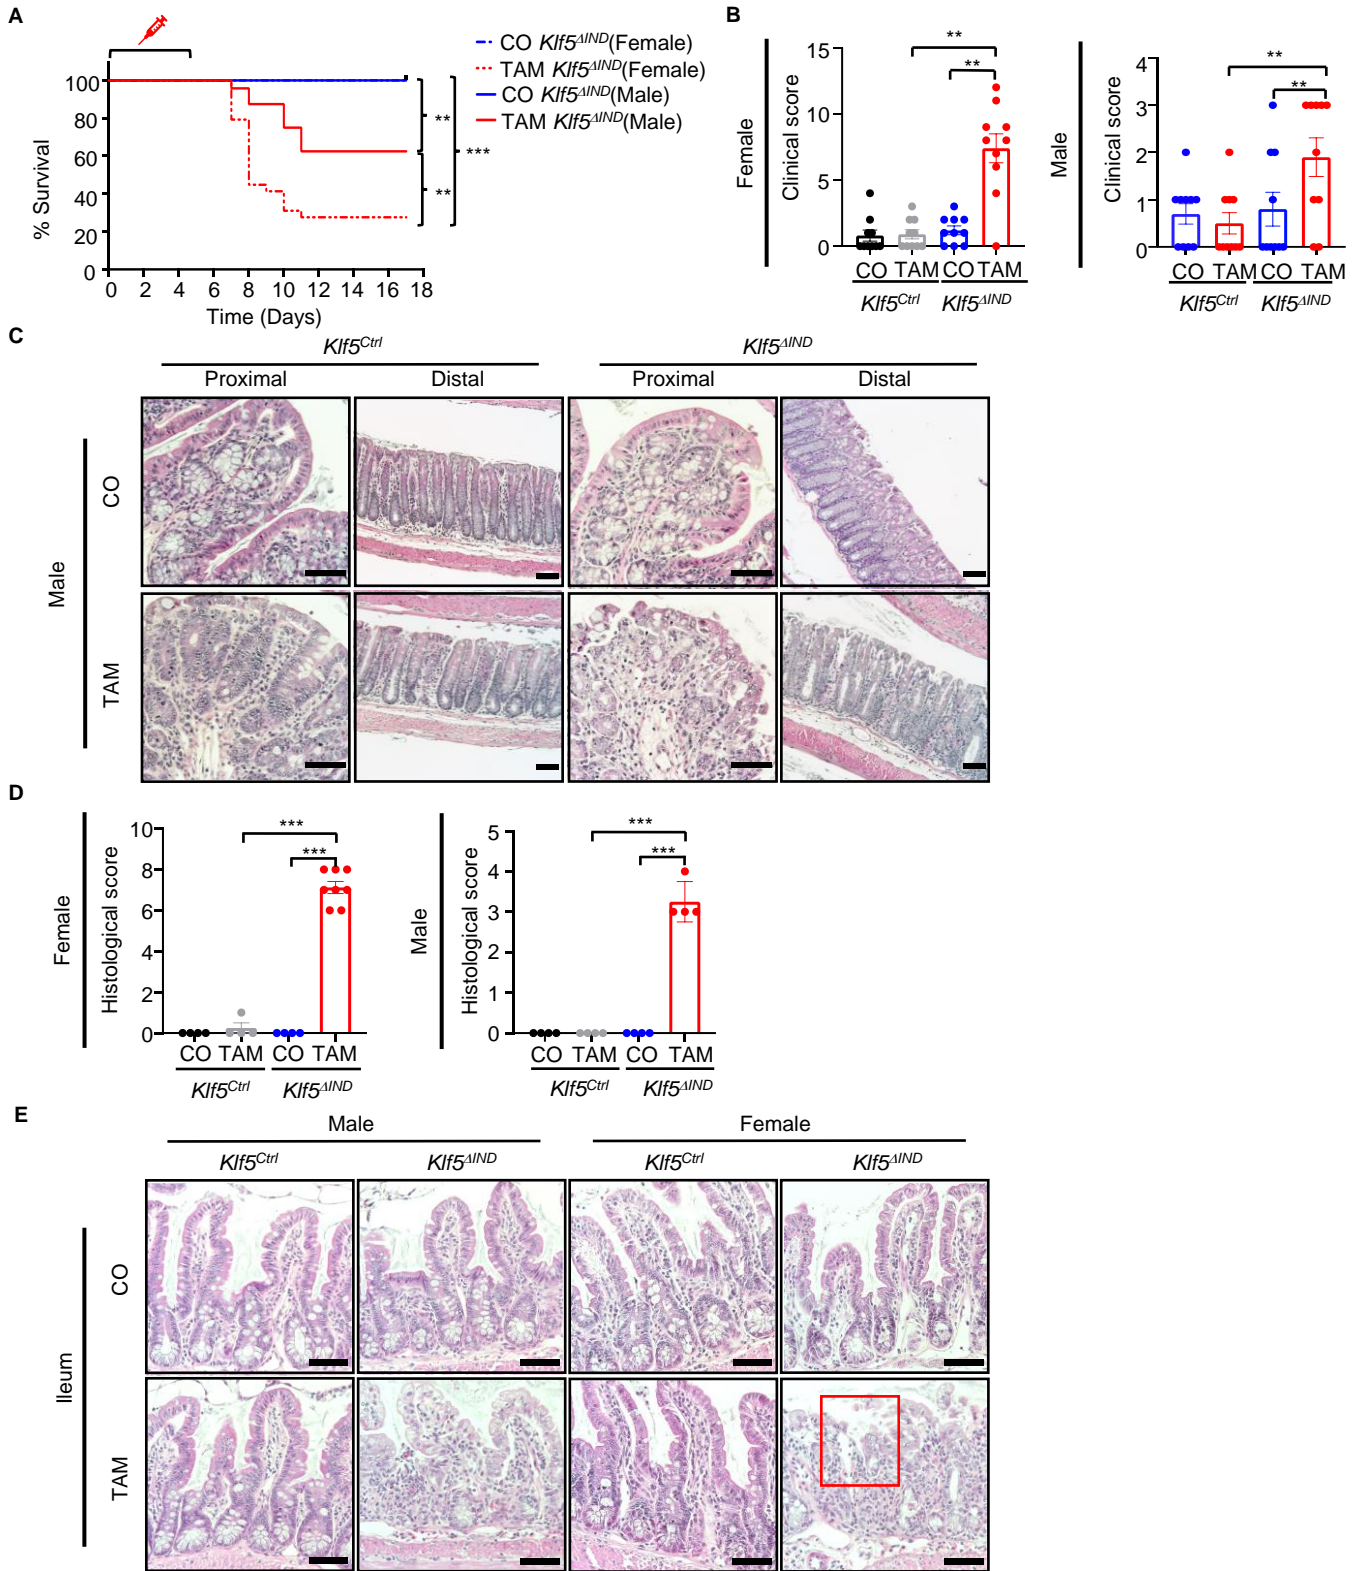 A
CO Klf5ΔIND(Female)
TAM Klf5ΔIND(Female)
CO Klf5ΔIND(Male)
TAM Klf5ΔIND(Male)
% Survival
100
80
60
40
20
0
0 2 4 6 8 10 12 14 16 18
Time (Days)
**
**
***
B
Female
Clinical score
15
10
5
0
**
**
CO TAM CO TAM
Klf5Ctrl Klf5ΔIND
Male
Clinical score
4
3
2
1
0
**
**
CO TAM CO TAM
Klf5Ctrl Klf5ΔIND
C
Klf5Ctrl Klf5ΔIND
Proximal Distal Proximal Distal
Male
CO
TAM
D
Female
Histological score
10
8
6
4
2
0
***
***
CO TAM CO TAM
Klf5Ctrl Klf5ΔIND
Male
Histological score
5
4
3
2
1
0
***
***
CO TAM CO TAM
Klf5Ctrl Klf5ΔIND
E
Male Female
Klf5Ctrl Klf5ΔIND Klf5Ctrl Klf5ΔIND
Ileum
CO
TAM